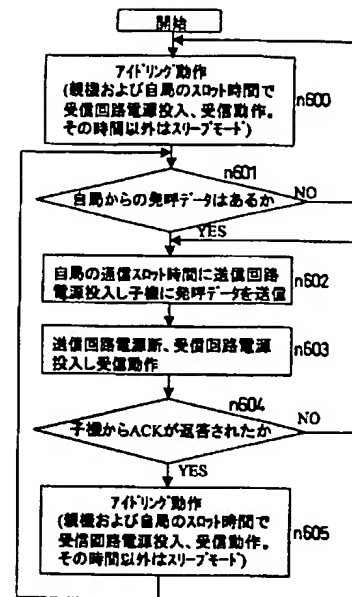 開始
アイドリング動作
(親機および自局のスロット時間で
受信回路電源投入、受信動作。
その時間以外はスリープモード)
n600
n601
自局からの発呼データはあるか
NO
YES
自局の通信スロット時間に送信回路
電源投入し子機に発呼データを送信
n602
送信回路電源断、受信回路電源
投入し受信動作
n603
n604
子機からACKが返答されたか
NO
YES
アイドリング動作
(親機および自局のスロット時間で
受信回路電源投入、受信動作。
その時間以外はスリープモード)
n605